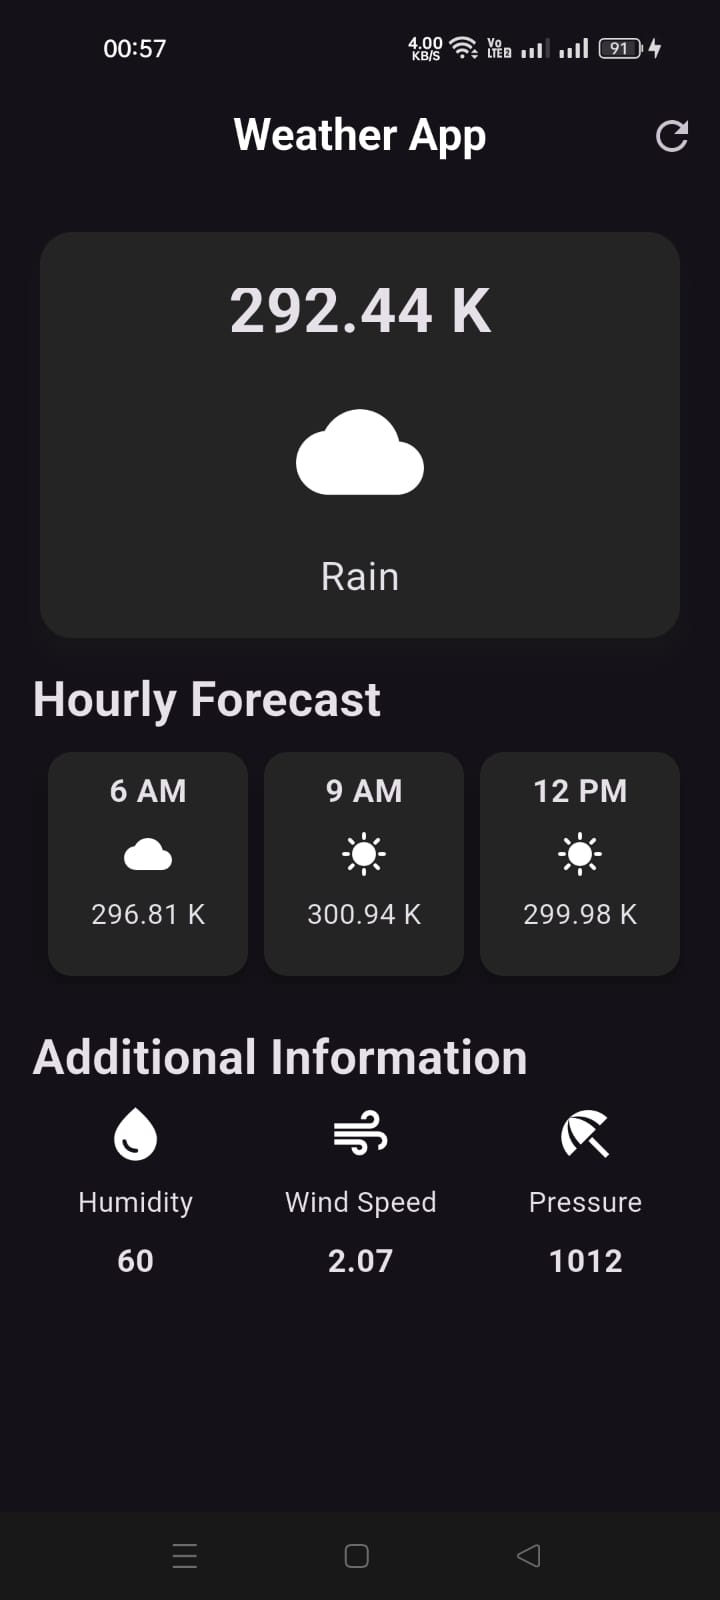 00:57 4.00 KB/S Vo LTE2 91
Weather App
292.44 K
Rain
Hourly Forecast
6 AM 9 AM 12 PM
296.81 K 300.94 K 299.98 K
Additional Information
Humidity Wind Speed Pressure
60 2.07 1012